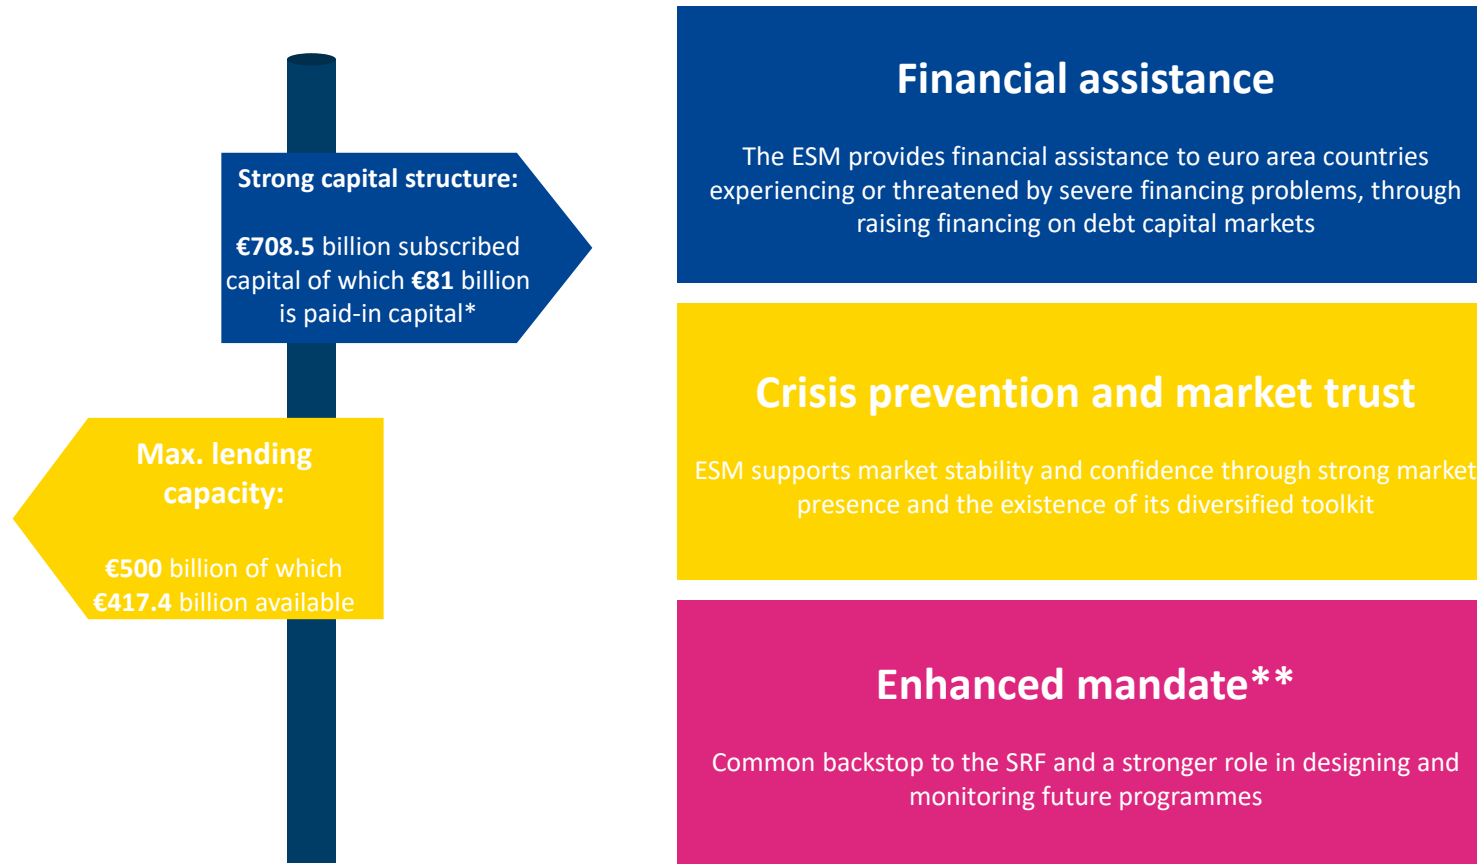 Strong capital structure:
€708.5 billion subscribed
capital of which €81 billion
is paid-in capital*
Max. lending
capacity:
€500 billion of which
€417.4 billion available
Financial assistance
The ESM provides financial assistance to euro area countries
experiencing or threatened by severe financing problems, through
raising financing on debt capital markets
Crisis prevention and market trust
ESM supports market stability and confidence through strong market
presence and the existence of its diversified toolkit
Enhanced mandate**
Common backstop to the SRF and a stronger role in designing and
monitoring future programmes